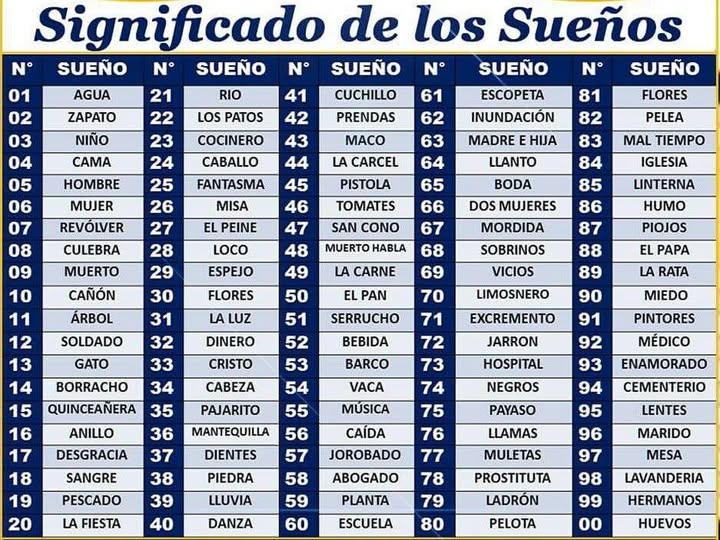 Significado de los Sueños
N° SUEÑO N° SUEÑO N° SUEÑO N° SUEÑO N° SUEÑO
01 AGUA 21 RIO 41 CUCHILLO 61 ESCOPETA 81 FLORES
02 ZAPATO 22 LOS PATOS 42 PRENDAS 62 INUNDACIÓN 82 PELEA
03 NIÑO 23 COCINERO 43 MACO 63 MADRE E HIJA 83 MAL TIEMPO
04 CAMA 24 CABALLO 44 LA CARCEL 64 LLANTO 84 IGLESIA
05 HOMBRE 25 FANTASMA 45 PISTOLA 65 BODA 85 LINTERNA
06 MUJER 26 MISA 46 TOMATES 66 DOS MUJERES 86 HUMO
07 REVÓLVER 27 EL PEINE 47 SAN CONO 67 MORDIDA 87 PIOJOS
08 CULEBRA 28 LOCO 48 MUERTO HABLA 68 SOBRINOS 88 EL PAPA
09 MUERTO 29 ESPEJO 49 LA CARNE 69 VICIOS 89 LA RATA
10 CAÑÓN 30 FLORES 50 EL PAN 70 LIMOSNERO 90 MIEDO
11 ÁRBOL 31 LA LUZ 51 SERRUCHO 71 EXCREMENTO 91 PINTORES
12 SOLDADO 32 DINERO 52 BEBIDA 72 JARRON 92 MÉDICO
13 GATO 33 CRISTO 53 BARCO 73 HOSPITAL 93 ENAMORADO
14 BORRACHO 34 CABEZA 54 VACA 74 NEGROS 94 CEMENTERIO
15 QUINCEAÑERA 35 PAJARITO 55 MÚSICA 75 PAYASO 95 LENTES
16 ANILLO 36 MANTEQUILLA 56 CAÍDA 76 LLAMAS 96 MARIDO
17 DESGRACIA 37 DIENTES 57 JOROBADO 77 MULETAS 97 MESA
18 SANGRE 38 PIEDRA 58 ABOGADO 78 PROSTITUTA 98 LAVANDERIA
19 PESCADO 39 LLUVIA 59 PLANTA 79 LADRÓN 99 HERMANOS
20 LA FIESTA 40 DANZA 60 ESCUELA 80 PELOTA 00 HUEVOS